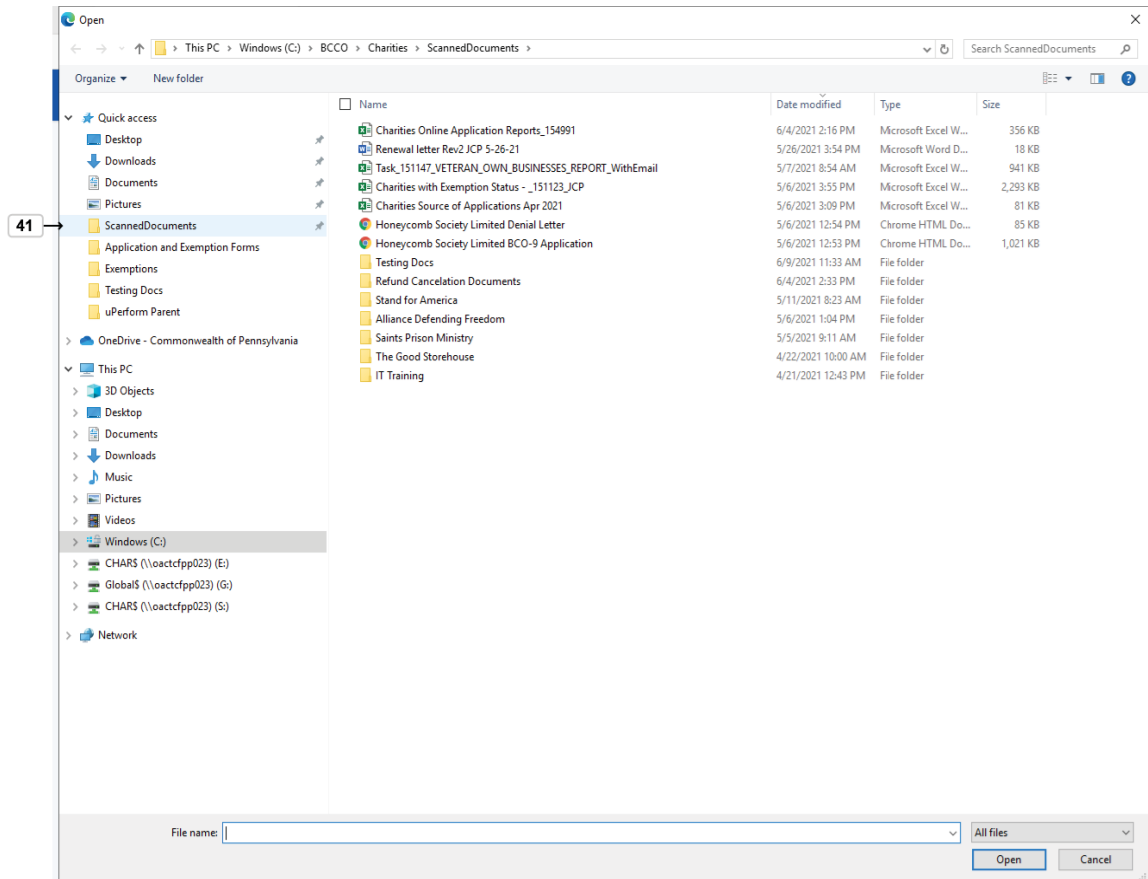 Open
This PC > Windows (C:) > BCCO > Charities > ScannedDocuments >
Search ScannedDocuments
Organize New folder
Name Date modified Type Size
Quick access
Desktop
Downloads
Documents
Pictures
41
ScannedDocuments
Application and Exemption Forms
Exemptions
Testing Docs
uPerform Parent
OneDrive - Commonwealth of Pennsylvania
This PC
3D Objects
Desktop
Documents
Downloads
Music
Pictures
Videos
Windows (C:)
CHAR$ (\\oactcfpp023) (E:)
Global$ (\\oactcfpp023) (G:)
CHAR$ (\\oactcfpp023) (S:)
Network
Charities Online Application Reports_154991 6/4/2021 2:16 PM Microsoft Excel W... 356 KB
Renewal letter Rev2 JCP 5-26-21 5/26/2021 3:54 PM Microsoft Word D... 18 KB
Task_151147_VETERAN_OWN_BUSINESSES_REPORT_WithEmail 5/7/2021 8:54 AM Microsoft Excel W... 941 KB
Charities with Exemption Status - _151123_JCP 5/6/2021 3:55 PM Microsoft Excel W... 2,293 KB
Charities Source of Applications Apr 2021 5/6/2021 3:09 PM Microsoft Excel W... 81 KB
Honeycomb Society Limited Denial Letter 5/6/2021 12:54 PM Chrome HTML Do... 85 KB
Honeycomb Society Limited BCO-9 Application 5/6/2021 12:53 PM Chrome HTML Do... 1,021 KB
Testing Docs 6/9/2021 11:33 AM File folder
Refund Cancelation Documents 6/4/2021 2:33 PM File folder
Stand for America 5/11/2021 8:23 AM File folder
Alliance Defending Freedom 5/6/2021 1:04 PM File folder
Saints Prison Ministry 5/5/2021 9:11 AM File folder
The Good Storehouse 4/22/2021 10:00 AM File folder
IT Training 4/21/2021 12:43 PM File folder
File name:
All files
Open Cancel